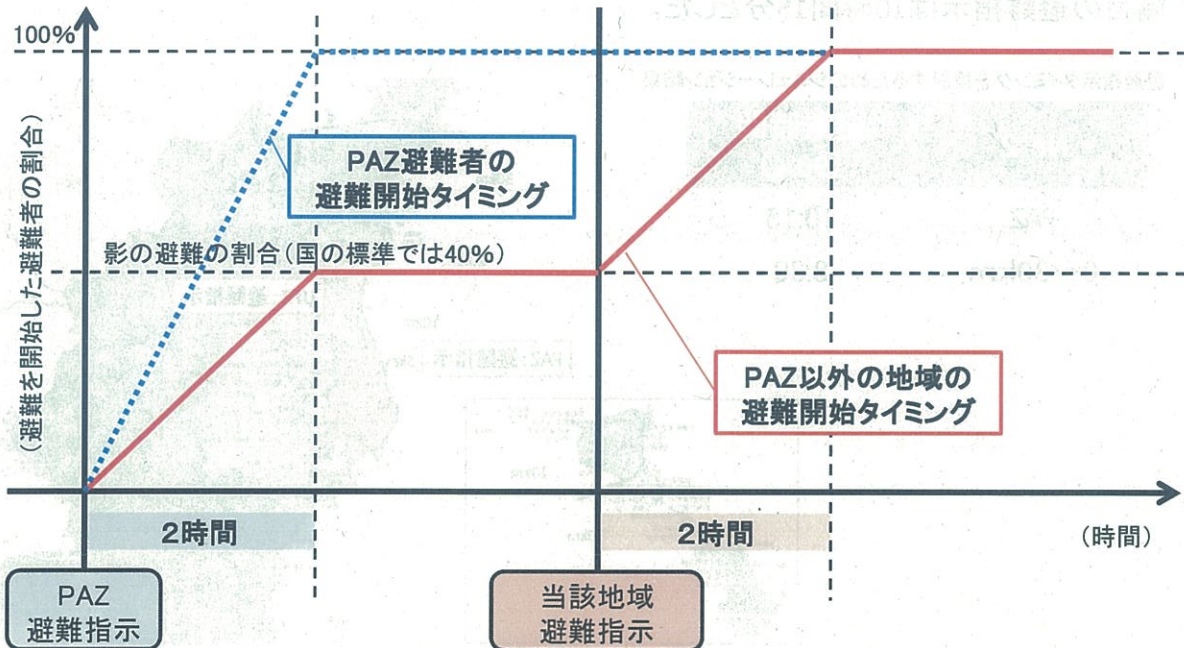 100%
(避難を開始した避難者の割合)
PAZ避難者の
避難開始タイミング
影の避難の割合(国の標準では40%)
PAZ以外の地域の
避難開始タイミング
2時間
2時間
(時間)
PAZ
避難指示
当該地域
避難指示